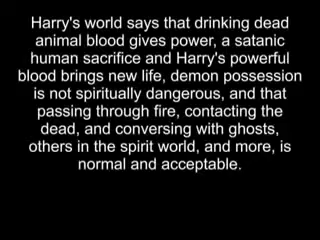 Harry's world says that drinking dead
animal blood gives power, a satanic
human sacrifice and Harry's powerful
blood brings new life, demon possession
is not spiritually dangerous, and that
passing through fire, contacting the
dead, and conversing with ghosts,
others in the spirit world, and more, is
normal and acceptable.